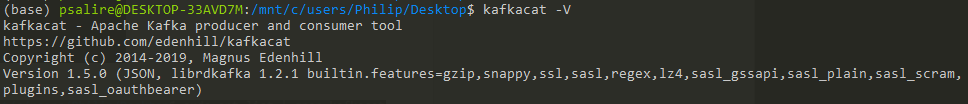 (base) psalire@DESKTOP-33AVD7M:/mnt/c/users/Philip/Desktop$ kafkacat -V
kafkacat - Apache Kafka producer and consumer tool
https://github.com/edenhill/kafkacat
Copyright (c) 2014-2019, Magnus Edenhill
Version 1.5.0 (JSON, librdkafka 1.2.1 builtin.features=gzip,snappy,ssl,sasl,regex,lz4,sasl_gssapi,sasl_plain,sasl_scram,
plugins,sasl_oauthbearer)